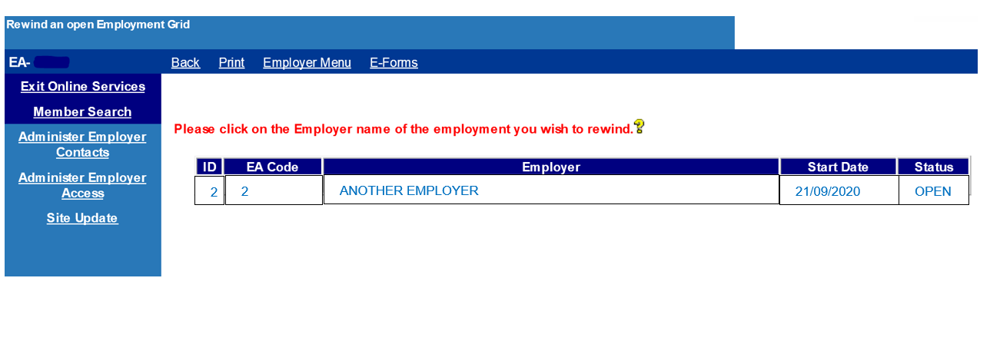 Rewind an open Employment Grid
EA-
Back Print Employer Menu E-Forms
Exit Online Services
Member Search
Administer Employer
Contacts
Administer Employer
Access
Site Update
Please click on the Employer name of the employment you wish to rewind.?
ID EA Code Employer Start Date Status
2 2 ANOTHER EMPLOYER 21/09/2020 OPEN